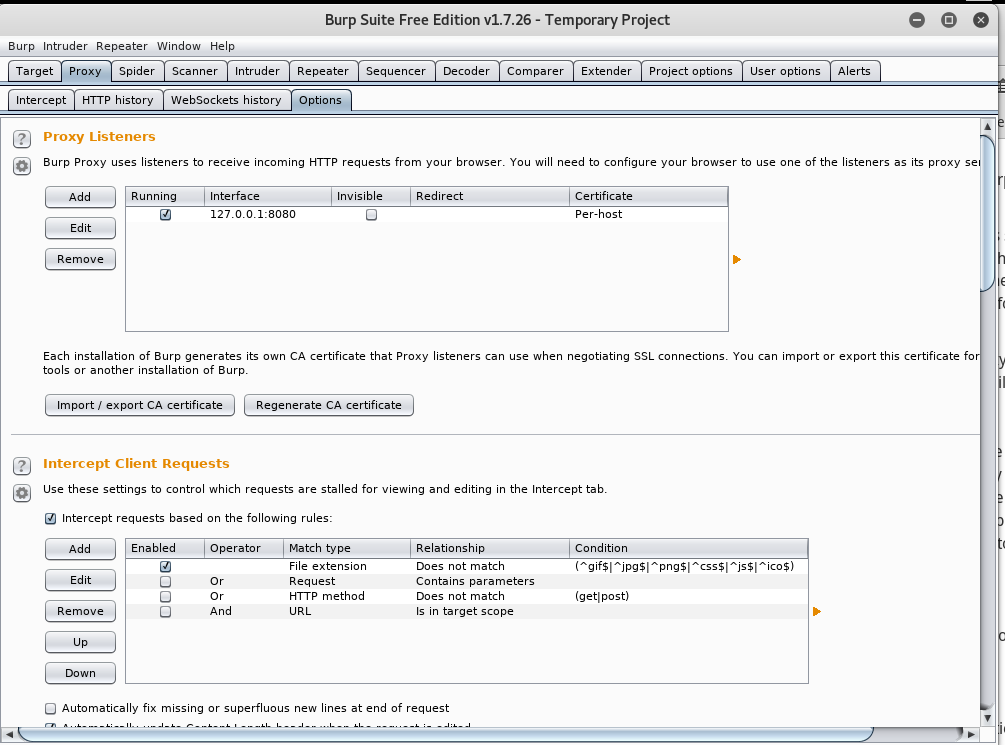 Burp Suite Free Edition v1.7.26 - Temporary Project
Burp Intruder Repeater Window Help
Target Proxy Spider Scanner Intruder Repeater Sequencer Decoder Comparer Extender Project options User options Alerts
Intercept HTTP history WebSockets history Options
? Proxy Listeners
Burp Proxy uses listeners to receive incoming HTTP requests from your browser. You will need to configure your browser to use one of the listeners as its proxy
Add Running Interface Invisible Redirect Certificate
127.0.0.1:8080 Per-host
Edit
Remove
Each installation of Burp generates its own CA certificate that Proxy listeners can use when negotiating SSL connections. You can import or export this certificate for
tools or another installation of Burp.
Import / export CA certificate Regenerate CA certificate
? Intercept Client Requests
Use these settings to control which requests are stalled for viewing and editing in the Intercept tab.
Intercept requests based on the following rules:
Add Enabled Operator Match type Relationship Condition
File extension Does not match (^gif$|^jpg$|^png$|^css$|^js$|^ico$)
Edit Or Request Contains parameters
Or HTTP method Does not match (get|post)
Remove And URL Is in target scope
Up
Down
Automatically fix missing or superfluous new lines at end of request
Automatically update Content-Length header when the request is edited